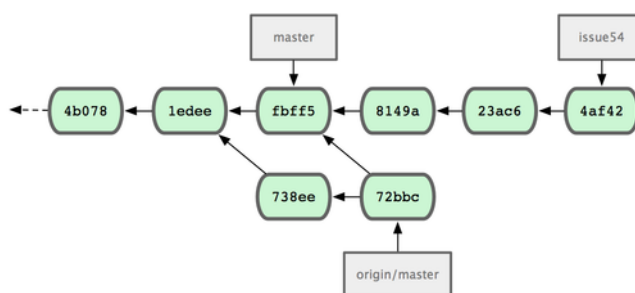 master
issue54
4b078
1edee
fbff5
8149a
23ac6
4af42
738ee
72bbc
origin/master